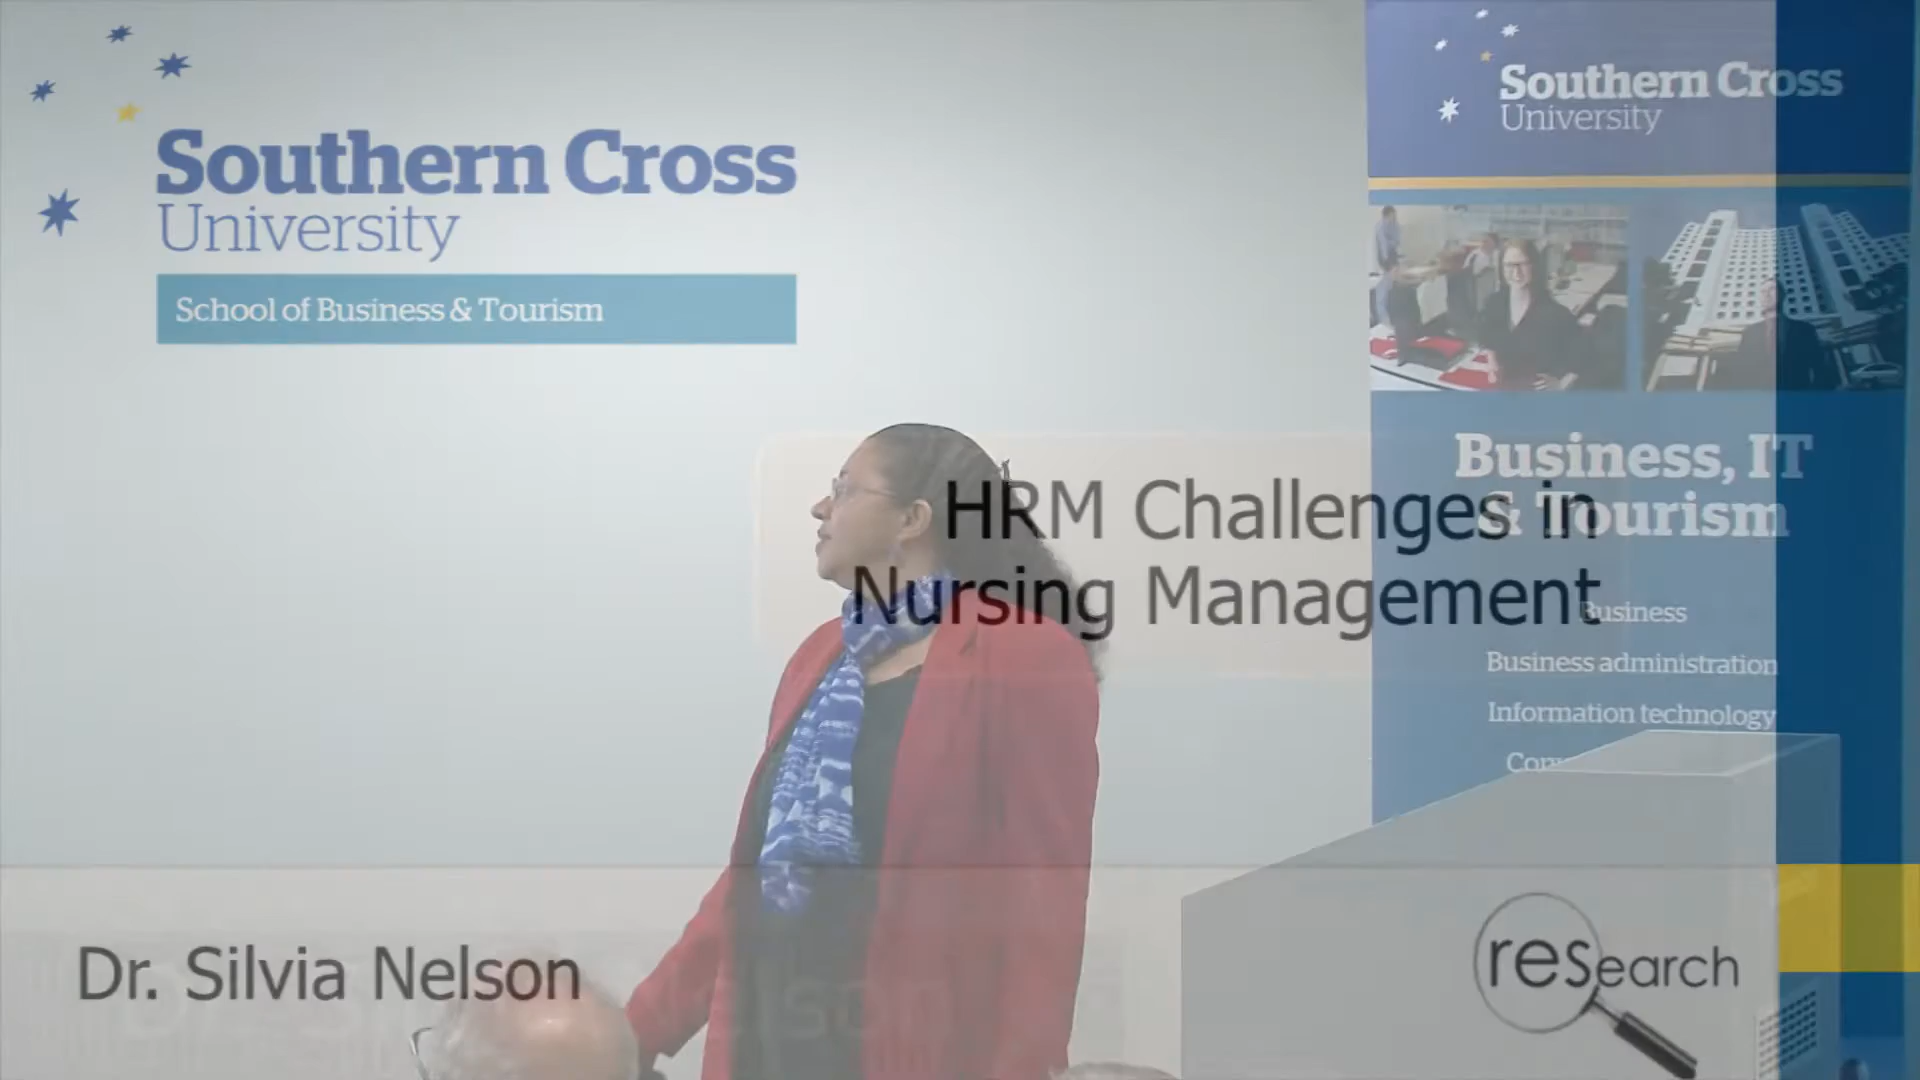 Southern Cross
University
School of Business & Tourism
Southern Cross
University
Business, IT
& Tourism
HRM Challenges in
Nursing Management
Business
Business administration
Information technology
Dr. Silvia Nelson
research